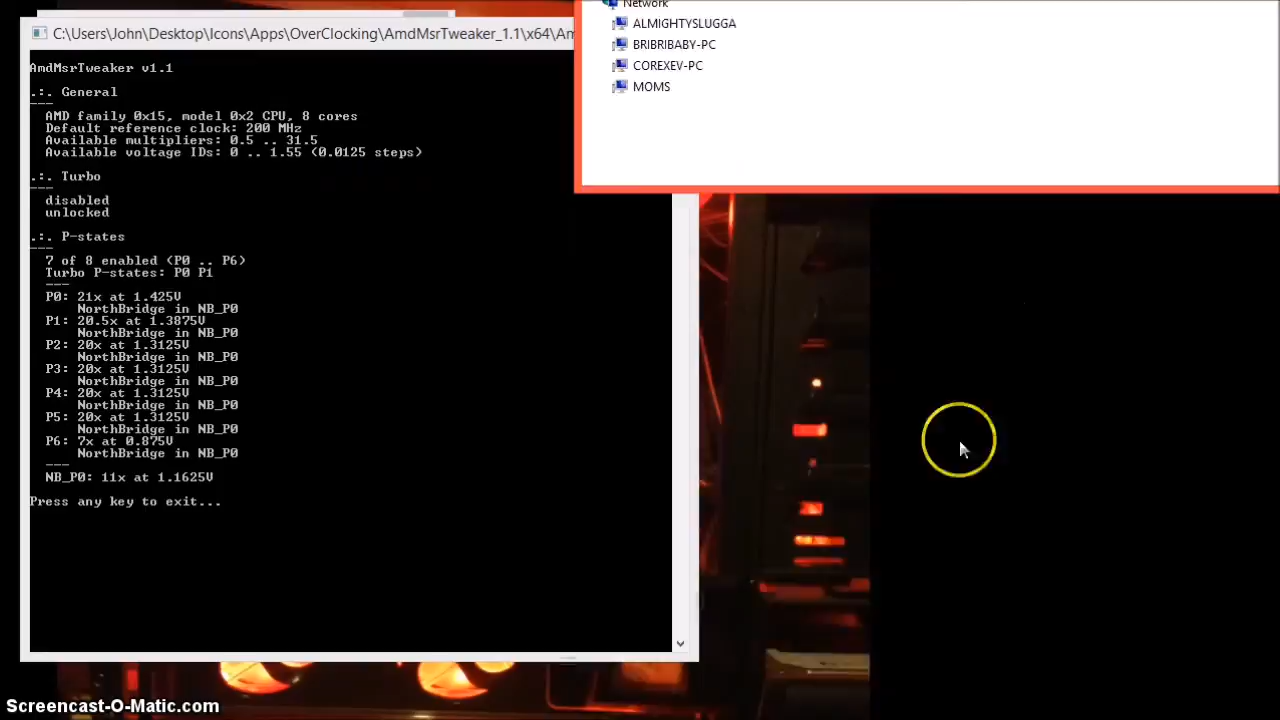 C:\Users\John\Desktop\Icons\Apps\OverClocking\AmdMsrTweaker_1.1\x64\Am
AmdMsrTweaker v1.1
.:. General
---
AMD family 0x15, model 0x2 CPU, 8 cores
Default reference clock: 200 MHz
Available multipliers: 0.5 .. 31.5
Available voltage IDs: 0 .. 1.55 (0.0125 steps)
.:. Turbo
---
disabled
unlocked
.:. P-states
---
7 of 8 enabled (P0 .. P6)
Turbo P-states: P0 P1
---
P0: 21x at 1.425V
NorthBridge in NB_P0
P1: 20.5x at 1.3875V
NorthBridge in NB_P0
P2: 20x at 1.3125V
NorthBridge in NB_P0
P3: 20x at 1.3125V
NorthBridge in NB_P0
P4: 20x at 1.3125V
NorthBridge in NB_P0
P5: 20x at 1.3125V
NorthBridge in NB_P0
P6: 7x at 0.875V
NorthBridge in NB_P0
---
NB_P0: 11x at 1.1625V
Press any key to exit...
Network
ALMIGHTYSLUGGA
BRIBRIBABY-PC
COREXEV-PC
MOMS
Screencast-O-Matic.com